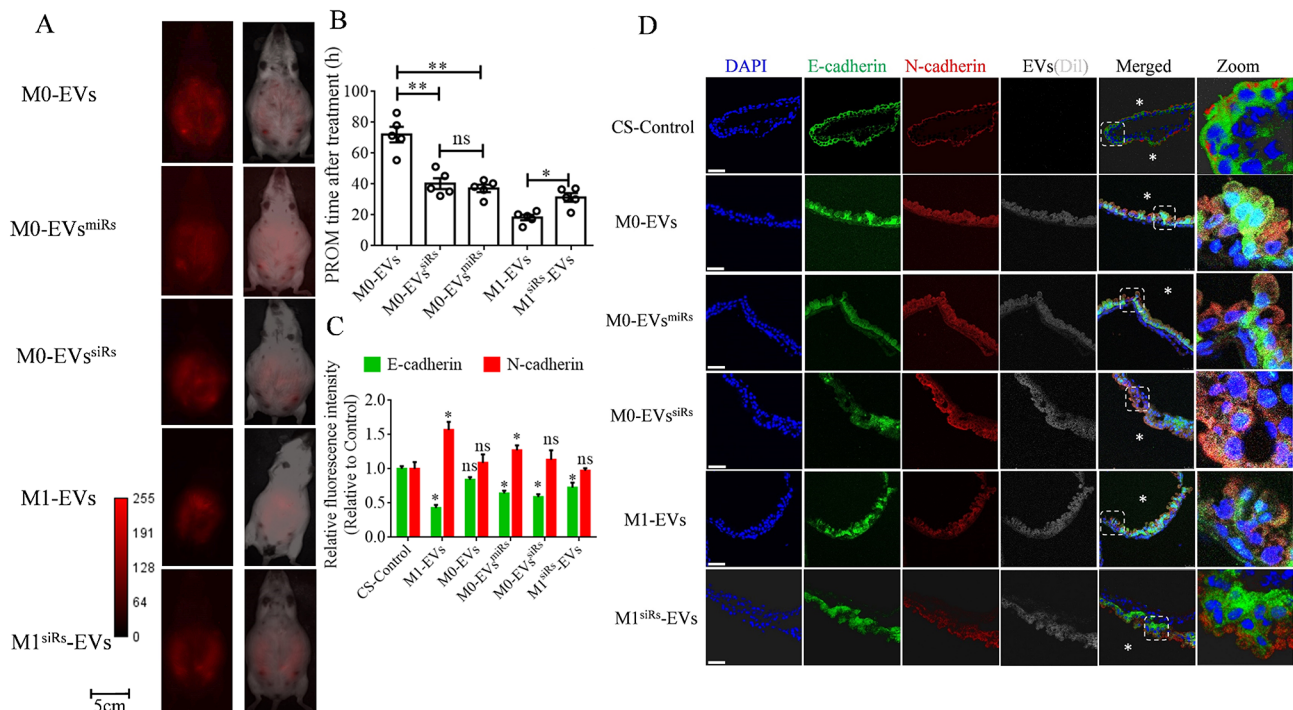 A
M0-EVs
M0-EVsmiRs
M0-EVssiRs
M1-EVs
255
191
128
64
0
M1siRs-EVs
5cm
B
PROM time after treatment (h)
100
80
60
40
20
0
**
**
ns
*
M0-EVs
M0-EVssiRs
M0-EVsmiRs
M1-EVs
M1siRs-EVs
C
E-cadherin
N-cadherin
Relative fluorescence intensity
(Relative to Control)
2.0
1.5
1.0
0.5
0.0
*
*
ns
ns
*
*
*
ns
*
ns
CS-Control
M1-EVs
M0-EVs
M0-EVsmiRs
M0-EVssiRs
M1siRs-EVs
D
DAPI
E-cadherin
N-cadherin
EVs(Dil)
Merged
Zoom
CS-Control
*
*
M0-EVs
*
M0-EVsmiRs
*
M0-EVssiRs
*
M1-EVs
*
M1siRs-EVs
*